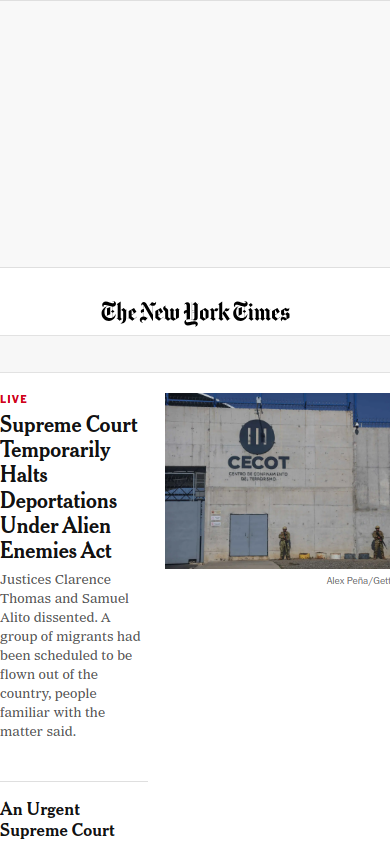 The New York Times
LIVE
Supreme Court
Temporarily
Halts
Deportations
Under Alien
Enemies Act
Justices Clarence
Thomas and Samuel
Alito dissented. A
group of migrants had
been scheduled to be
flown out of the
country, people
familiar with the
matter said.
CECOT
CENTRO DE CONFINAMIENTO
DEL TERRORISMO
Alex Peña/Gett
An Urgent
Supreme Court